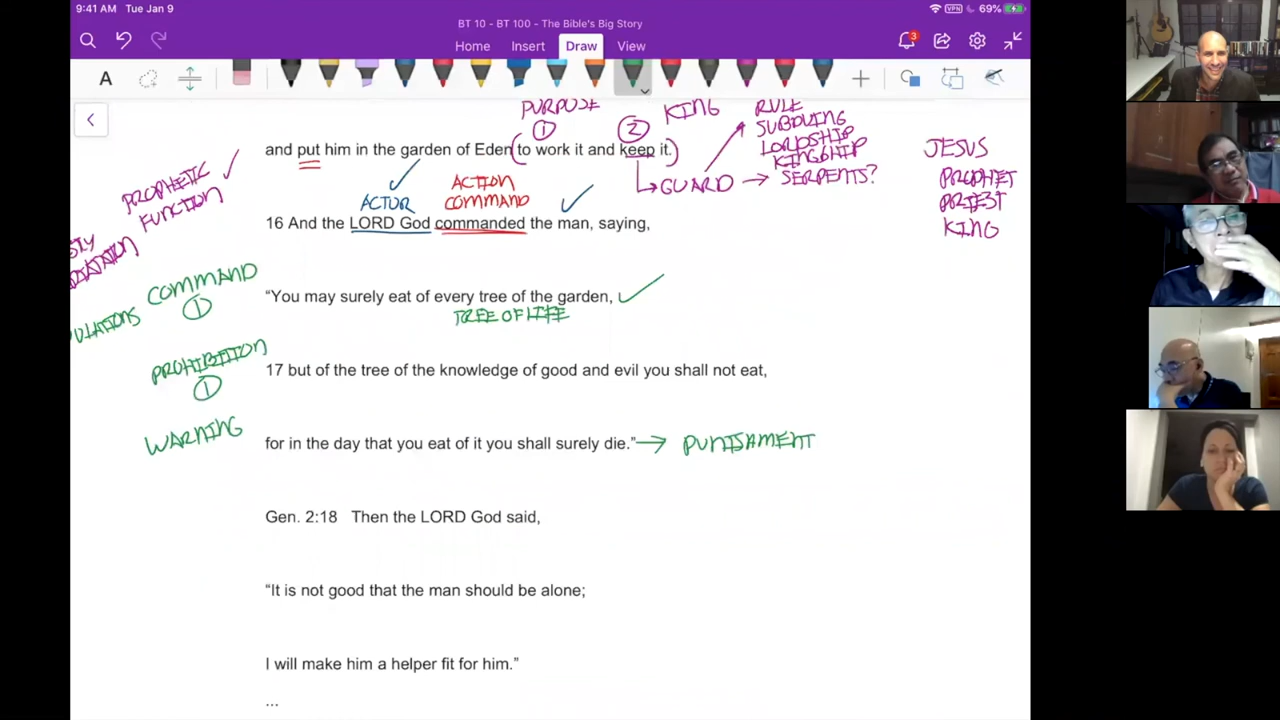 9:41 AM Tue Jan 9
69%
BT 10 - BT 100 - The Bible's Big Story
Home Insert Draw View
3
A
PURPOSE
①
②
KING
RULE
SUBDUING
LORDSHIP
KINGSHIP
SERPENTS?
and put him in the garden of Eden (to work it and keep it.)
GUARD
JESUS
PROPHET
PRIEST
KING
PROPHETIC
FUNCTION
ACTOR
ACTION
COMMAND
16 And the LORD God commanded the man, saying,
COMMAND
①
“You may surely eat of every tree of the garden,
TREE OF LIFE
PROHIBITION
①
17 but of the tree of the knowledge of good and evil you shall not eat,
WARNING
for in the day that you eat of it you shall surely die.”
PUNISHMENT
Gen. 2:18 Then the LORD God said,
“It is not good that the man should be alone;
I will make him a helper fit for him.”
...